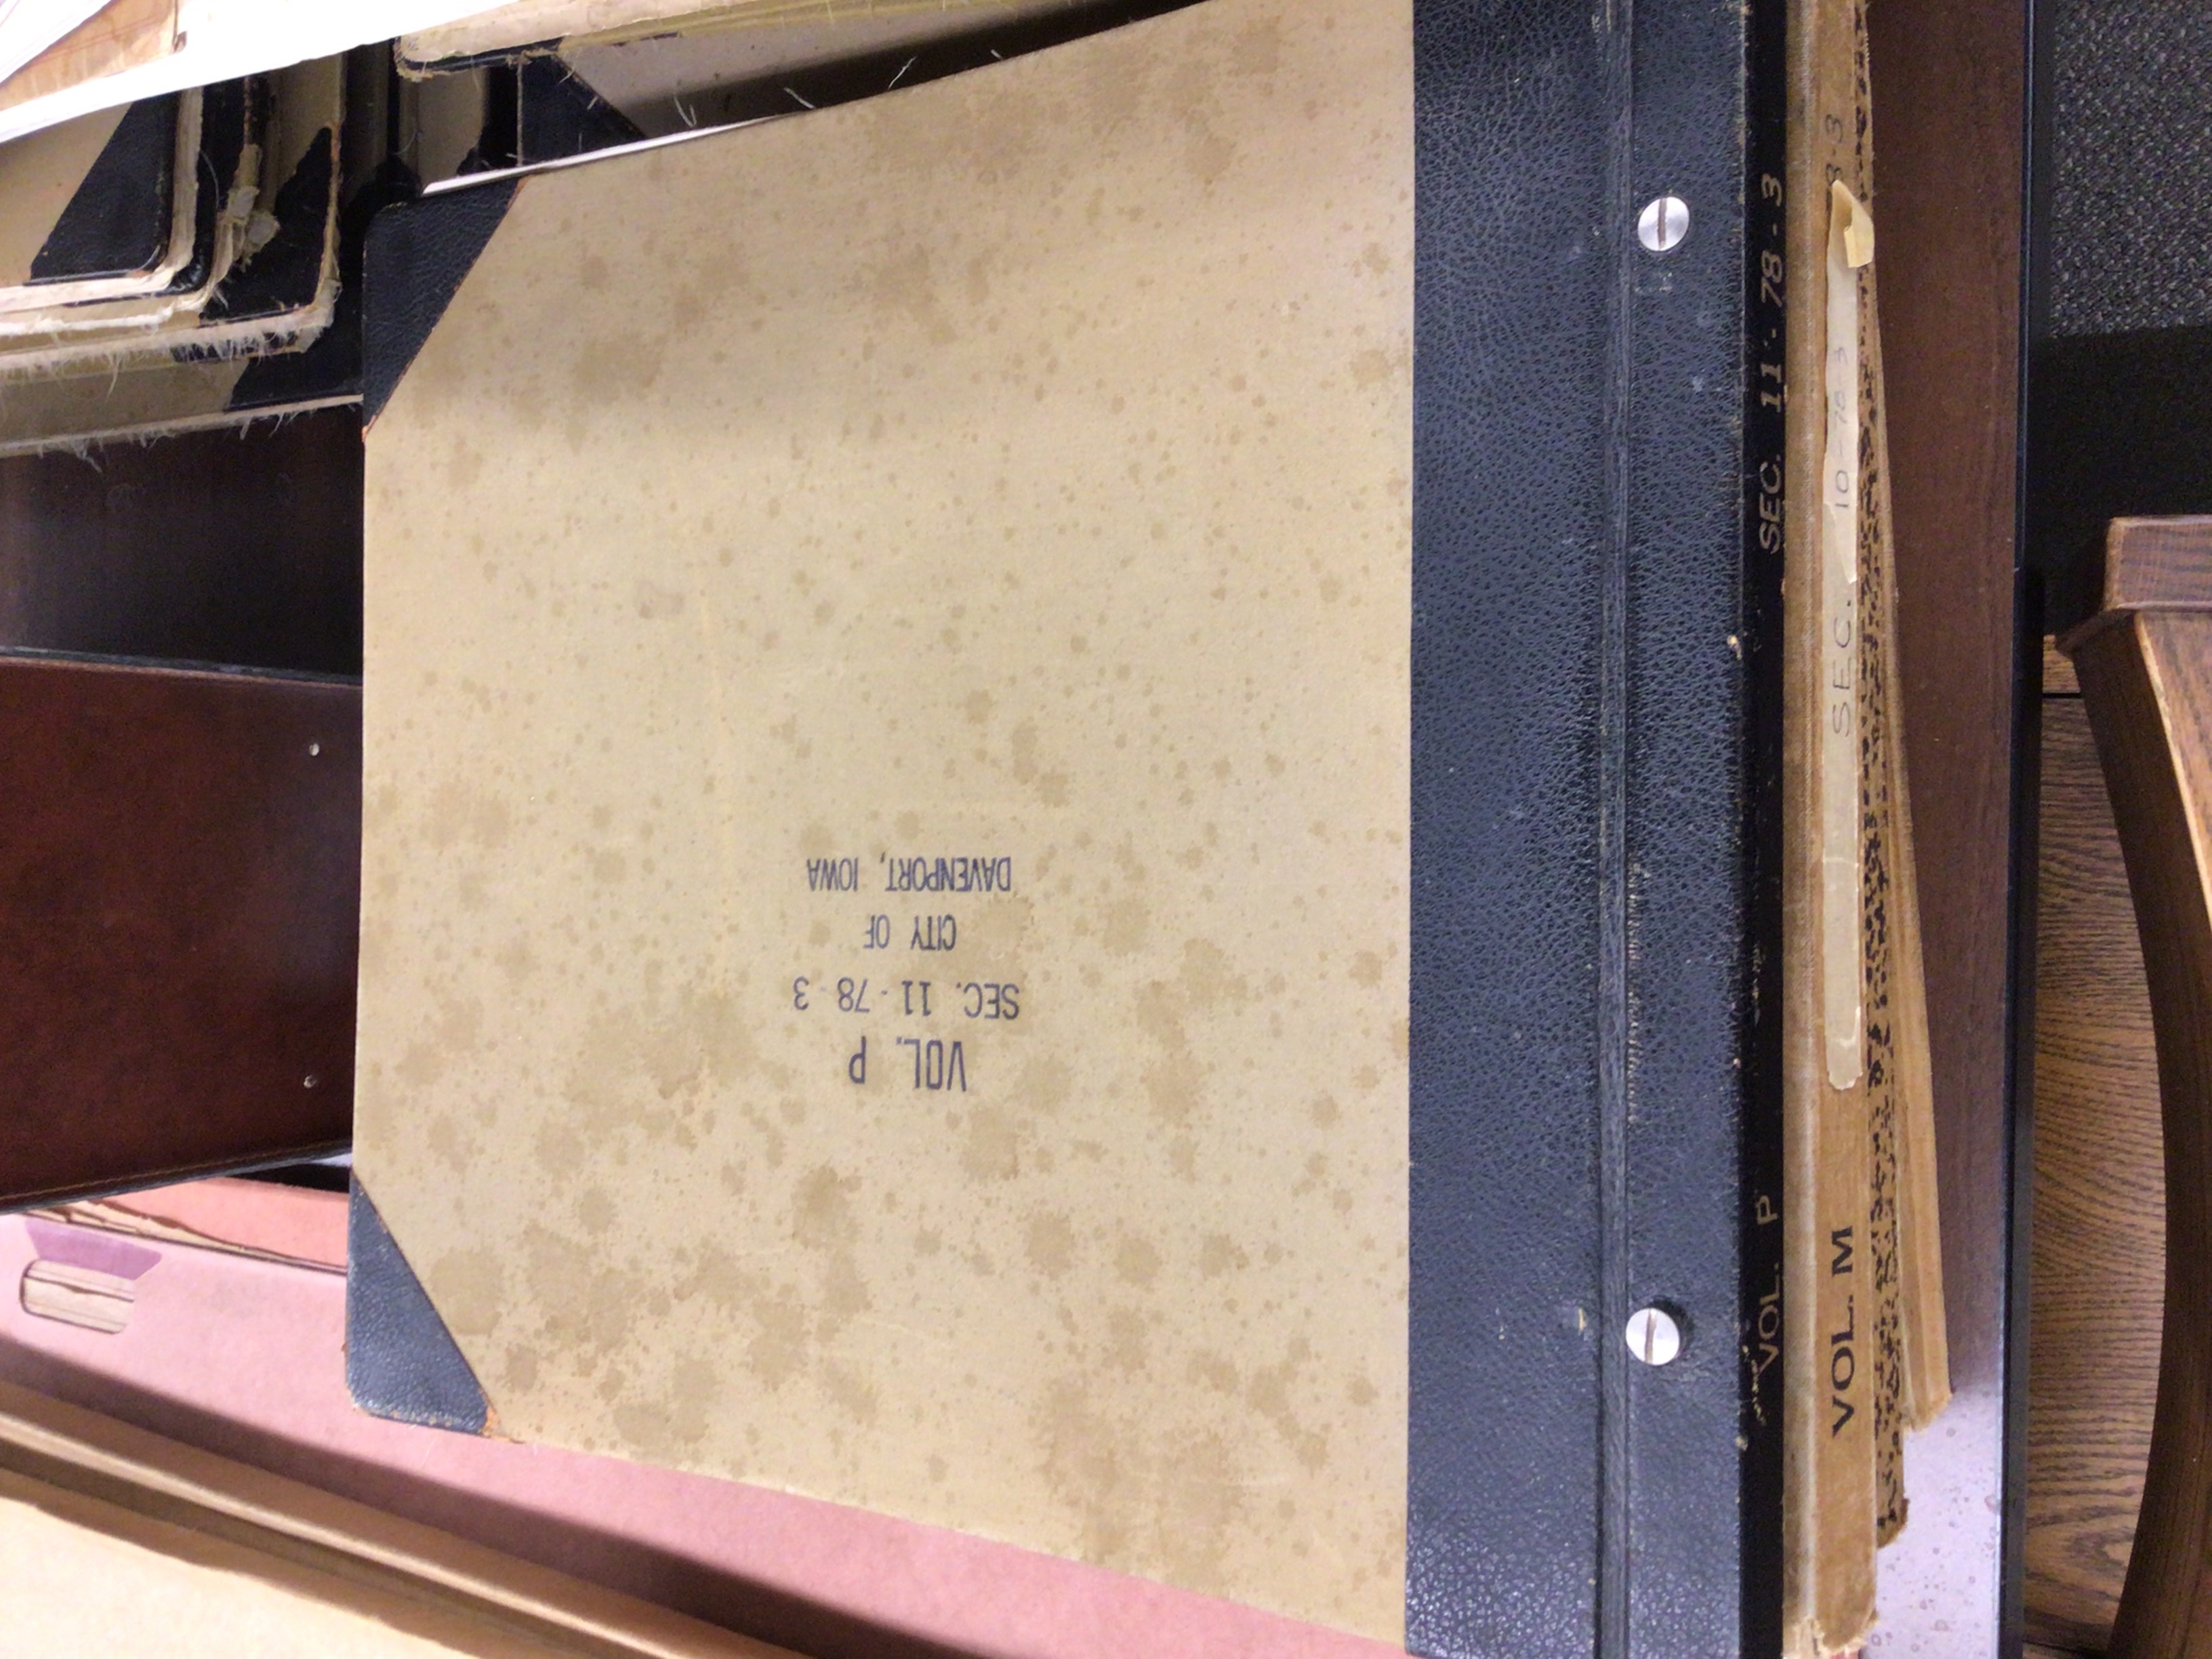 VOL. P
SEC. 11-78-3
CITY OF
DAVENPORT, IOWA
VOL. P SEC. 11-78-3
VOL. M SEC. 10-78-3